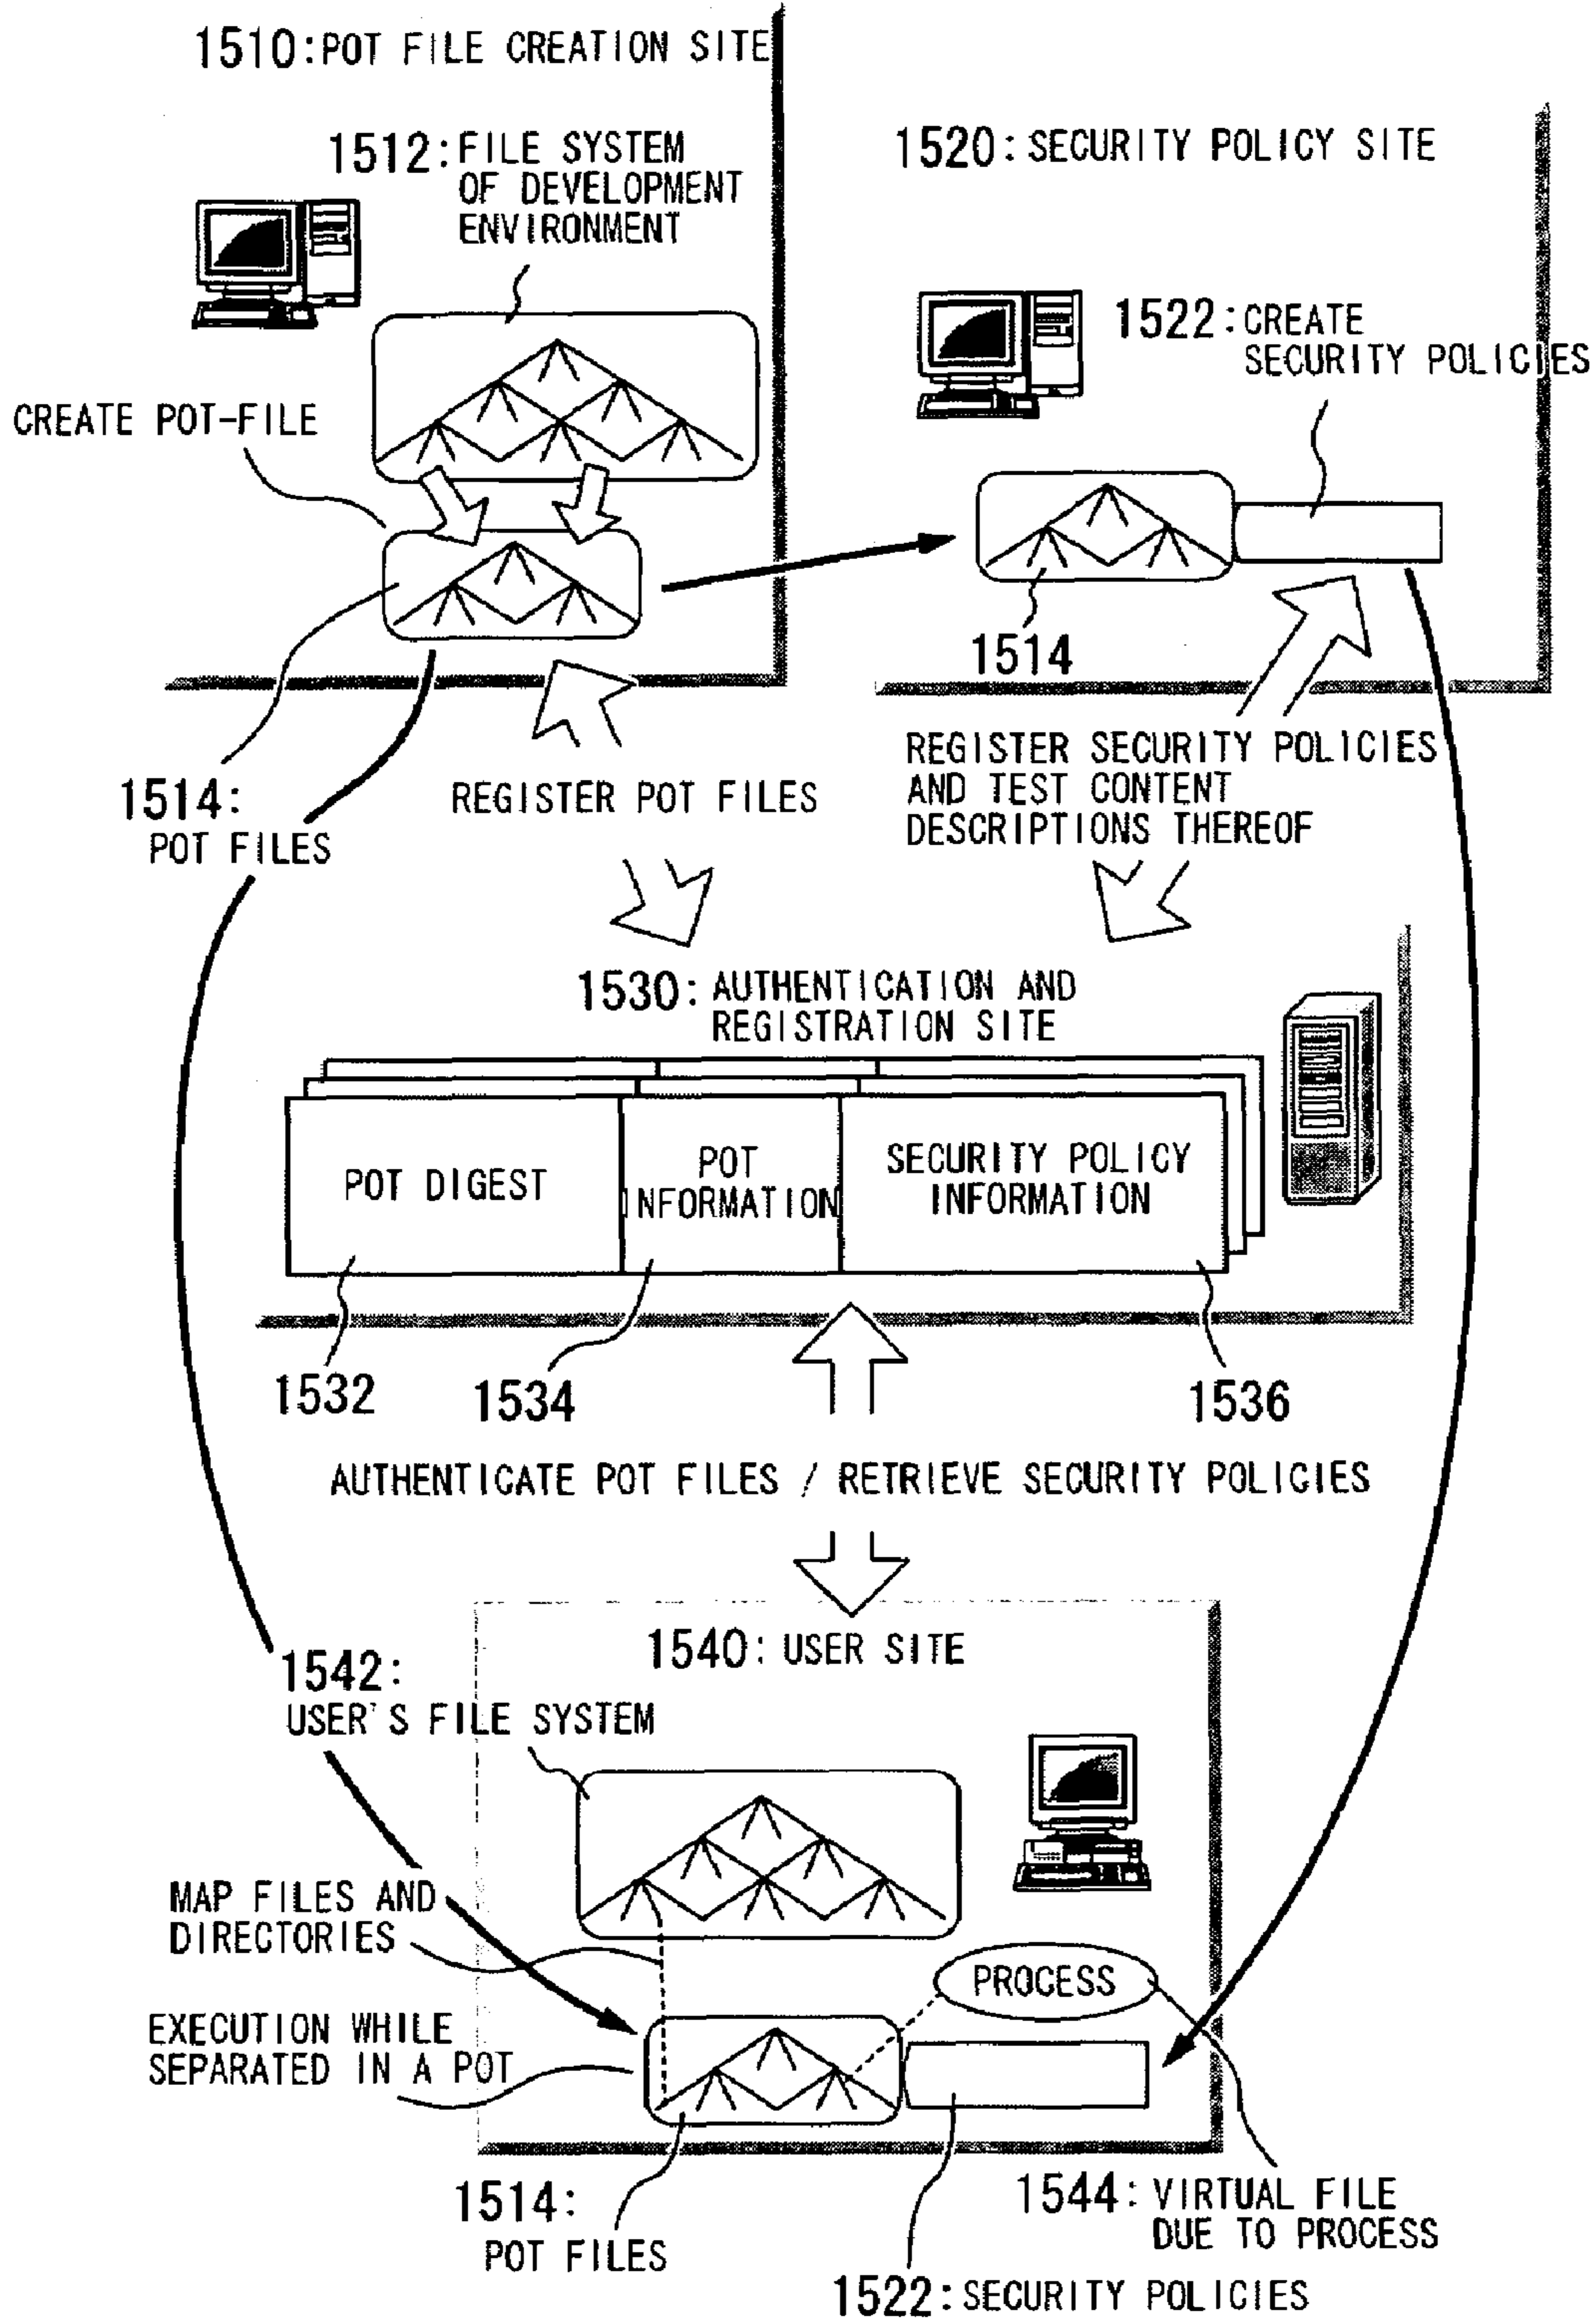 1510: POT FILE CREATION SITE
1512: FILE SYSTEM
OF DEVELOPMENT
ENVIRONMENT
CREATE POT-FILE
1514:
POT FILES
1520: SECURITY POLICY SITE
1522: CREATE
SECURITY POLICIES
1514
REGISTER POT FILES
REGISTER SECURITY POLICIES
AND TEST CONTENT
DESCRIPTIONS THEREOF
1530: AUTHENTICATION AND
REGISTRATION SITE
POT DIGEST
POT
INFORMATION
SECURITY POLICY
INFORMATION
1532
1534
1536
AUTHENTICATE POT FILES / RETRIEVE SECURITY POLICIES
1540: USER SITE
1542:
USER'S FILE SYSTEM
MAP FILES AND
DIRECTORIES
PROCESS
EXECUTION WHILE
SEPARATED IN A POT
1514:
POT FILES
1544: VIRTUAL FILE
DUE TO PROCESS
1522: SECURITY POLICIES